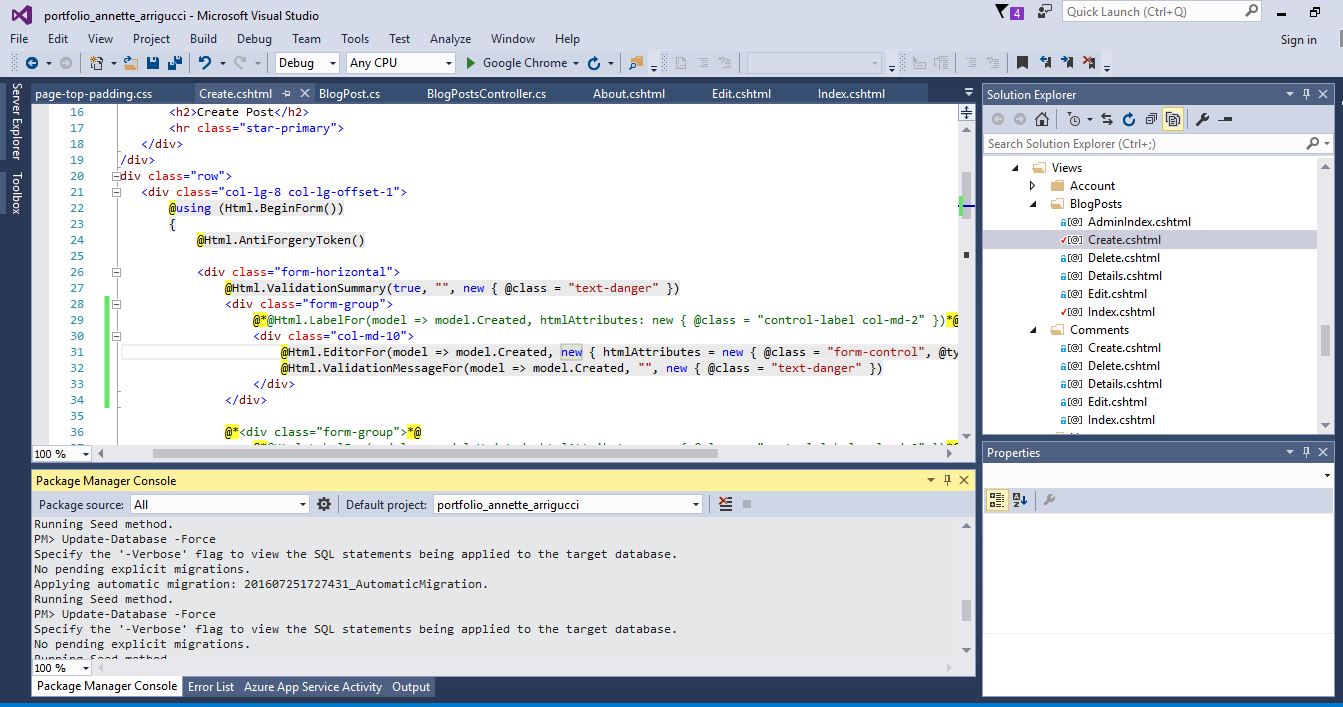 portfolio_annette_arrigucci - Microsoft Visual Studio
4
Quick Launch (Ctrl+Q)
File Edit View Project Build Debug Team Tools Test Analyze Window Help
Sign in
Debug Any CPU Google Chrome
Server Explorer
Toolbox
page-top-padding.css Create.cshtml BlogPost.cs BlogPostsController.cs About.cshtml Edit.cshtml Index.cshtml
16 <h2>Create Post</h2>
17 <hr class="star-primary">
18 </div>
19 /div>
20 div class="row">
21 <div class="col-lg-8 col-lg-offset-1">
22 @using (Html.BeginForm())
23 {
24 @Html.AntiForgeryToken()
25
26 <div class="form-horizontal">
27 @Html.ValidationSummary(true, "", new { @class = "text-danger" })
28 <div class="form-group">
29 @*@Html.LabelFor(model => model.Created, htmlAttributes: new { @class = "control-label col-md-2" })*@
30 <div class="col-md-10">
31 @Html.EditorFor(model => model.Created, new { htmlAttributes = new { @class = "form-control", @ty
32 @Html.ValidationMessageFor(model => model.Created, "", new { @class = "text-danger" })
33 </div>
34 </div>
35
36 @*<div class="form-group">*@
100 %
Package Manager Console
Package source: All Default project: portfolio_annette_arrigucci
Running Seed method.
PM> Update-Database -Force
Specify the '-Verbose' flag to view the SQL statements being applied to the target database.
No pending explicit migrations.
Applying automatic migration: 201607251727431_AutomaticMigration.
Running Seed method.
PM> Update-Database -Force
Specify the '-Verbose' flag to view the SQL statements being applied to the target database.
No pending explicit migrations.
Running Seed method.
100 %
Package Manager Console Error List Azure App Service Activity Output
Solution Explorer
Search Solution Explorer (Ctrl+;)
Views
Account
BlogPosts
AdminIndex.cshtml
Create.cshtml
Delete.cshtml
Details.cshtml
Edit.cshtml
Index.cshtml
Comments
Create.cshtml
Delete.cshtml
Details.cshtml
Edit.cshtml
Index.cshtml
Properties